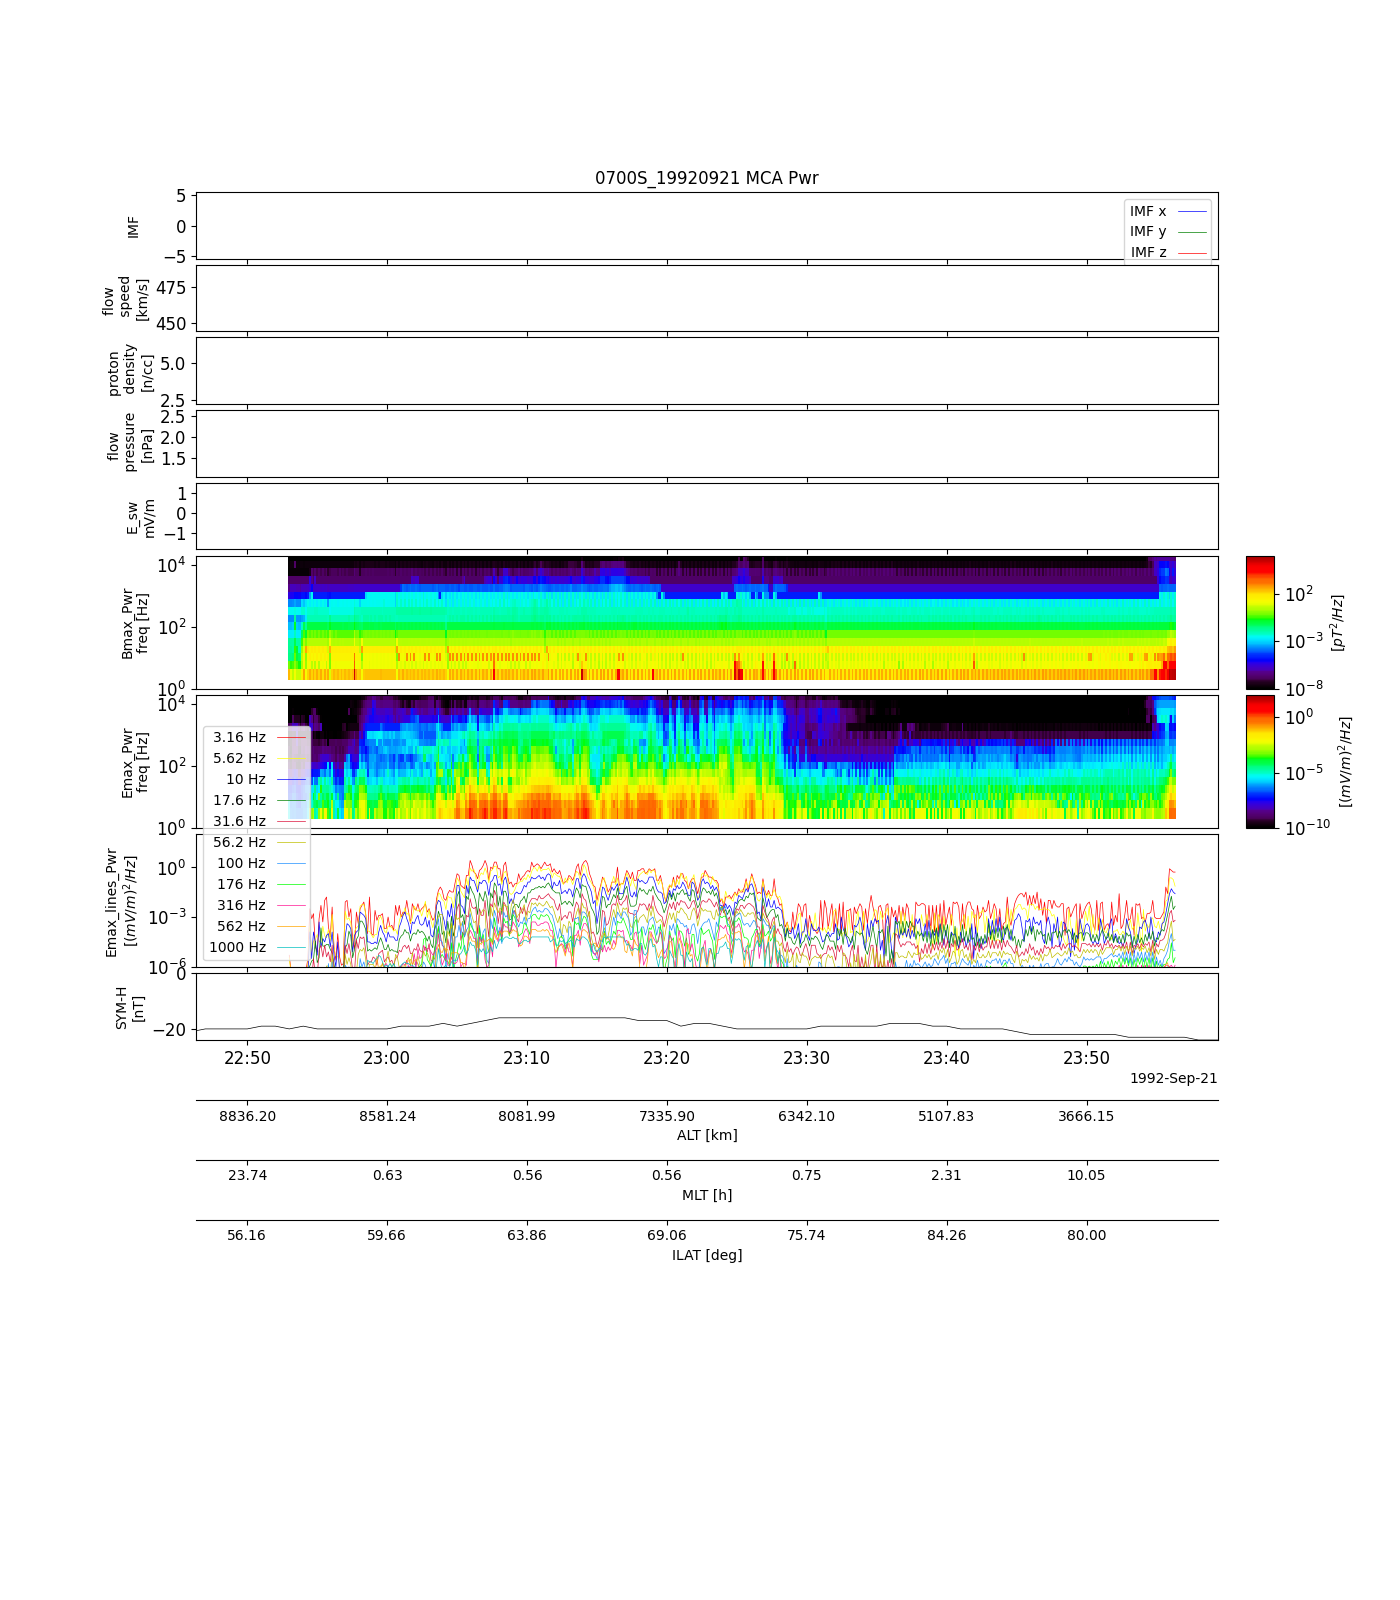 0700S_19920921 MCA Pwr
5
0
−5
IMF
IMF x
IMF y
IMF z
475
450
flow
speed
[km/s]
5.0
2.5
proton
density
[n/cc]
2.5
2.0
1.5
flow
pressure
[nPa]
1
0
−1
E_sw
mV/m
10^4
10^2
10^0
Bmax_Pwr
freq [Hz]
10^2
10^−3
10^−8
[pT^2/Hz]
10^4
10^2
10^0
Emax_Pwr
freq [Hz]
10^0
10^−5
10^−10
[(mV/m)^2/Hz]
3.16 Hz
5.62 Hz
10 Hz
17.6 Hz
31.6 Hz
56.2 Hz
100 Hz
176 Hz
316 Hz
562 Hz
1000 Hz
10^0
10^−3
10^−6
Emax_lines_Pwr
[(mV/m)^2/Hz]
0
−20
SYM-H
[nT]
22:50 23:00 23:10 23:20 23:30 23:40 23:50
1992-Sep-21
8836.20 8581.24 8081.99 7335.90 6342.10 5107.83 3666.15
ALT [km]
23.74 0.63 0.56 0.56 0.75 2.31 10.05
MLT [h]
56.16 59.66 63.86 69.06 75.74 84.26 80.00
ILAT [deg]